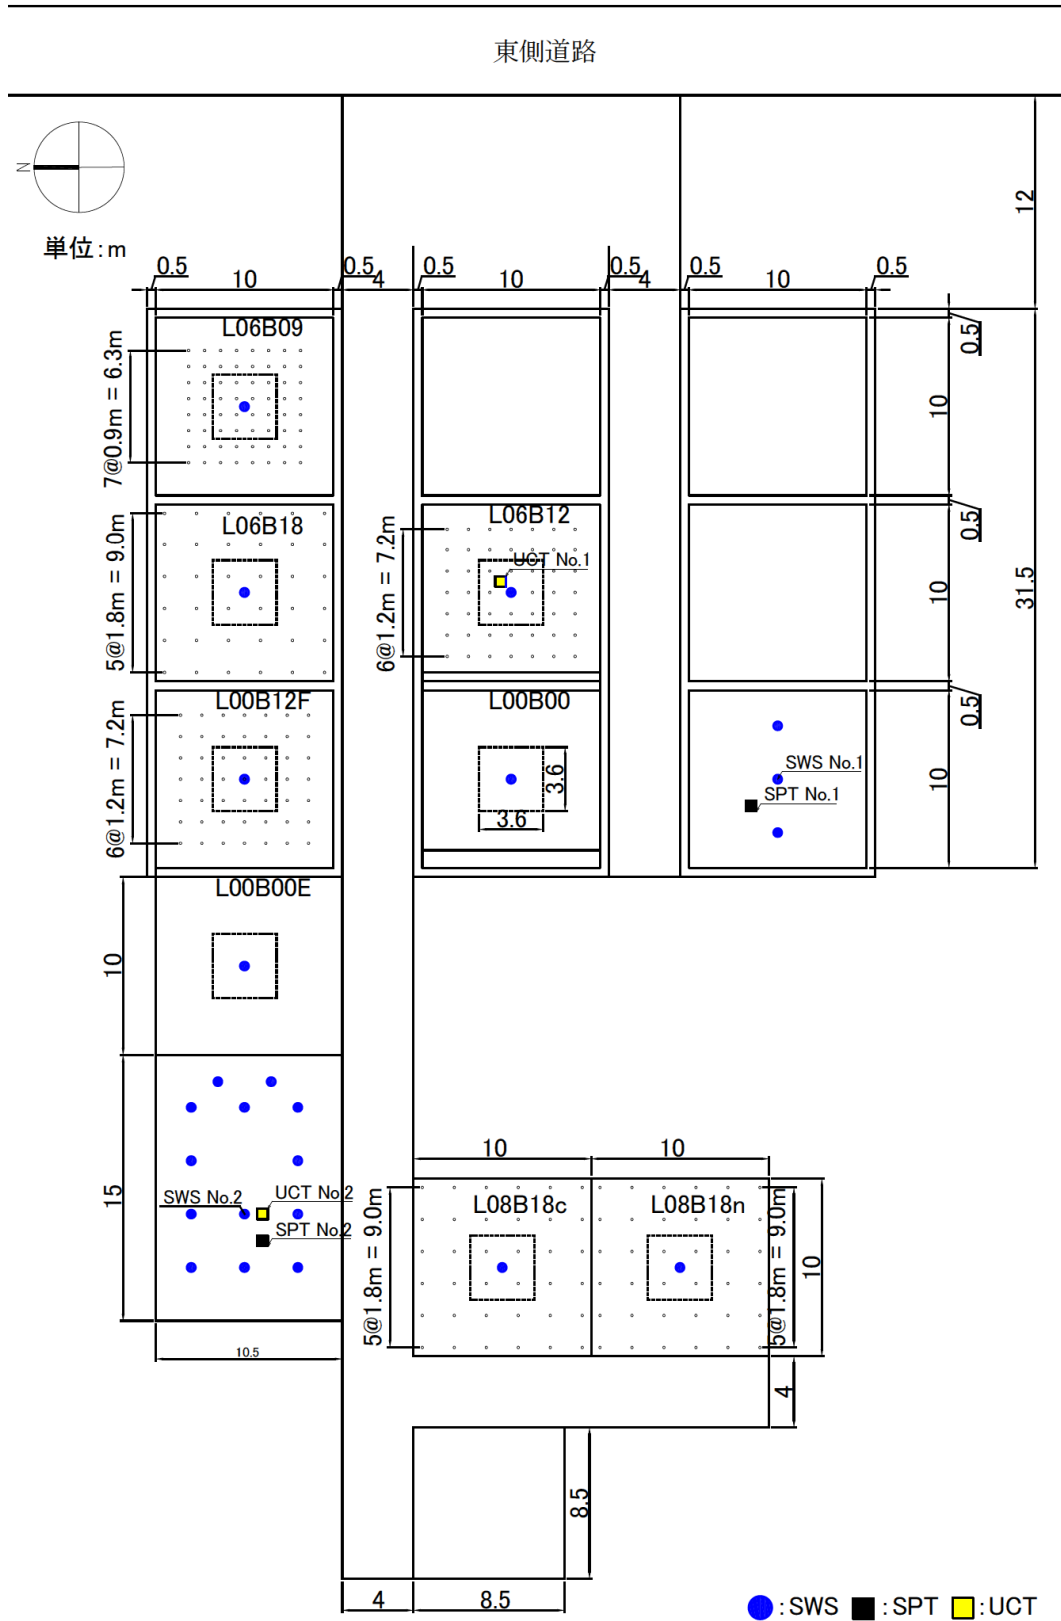 東側道路
N
単位:m
12
0.5
10
0.5
4
0.5
10
0.5
4
0.5
10
0.5
L06B09
7@0.9m = 6.3m
0.5
10
L06B18
5@1.8m = 9.0m
L06B12
UCT No.1
6@1.2m = 7.2m
0.5
10
31.5
L00B12F
6@1.2m = 7.2m
L00B00
3.6
3.6
0.5
SWS No.1
SPT No.1
10
L00B00E
10
15
SWS No.2
UCT No.2
SPT No.2
10.5
10
10
L08B18c
L08B18n
5@1.8m = 9.0m
5@1.8m = 9.0m
10
4
8.5
4
8.5
:SWS
:SPT
:UCT